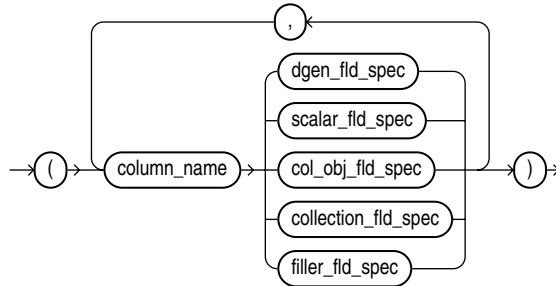 ,
dgen_fld_spec
scalar_fld_spec
( column_name col_obj_fld_spec )
collection_fld_spec
filler_fld_spec